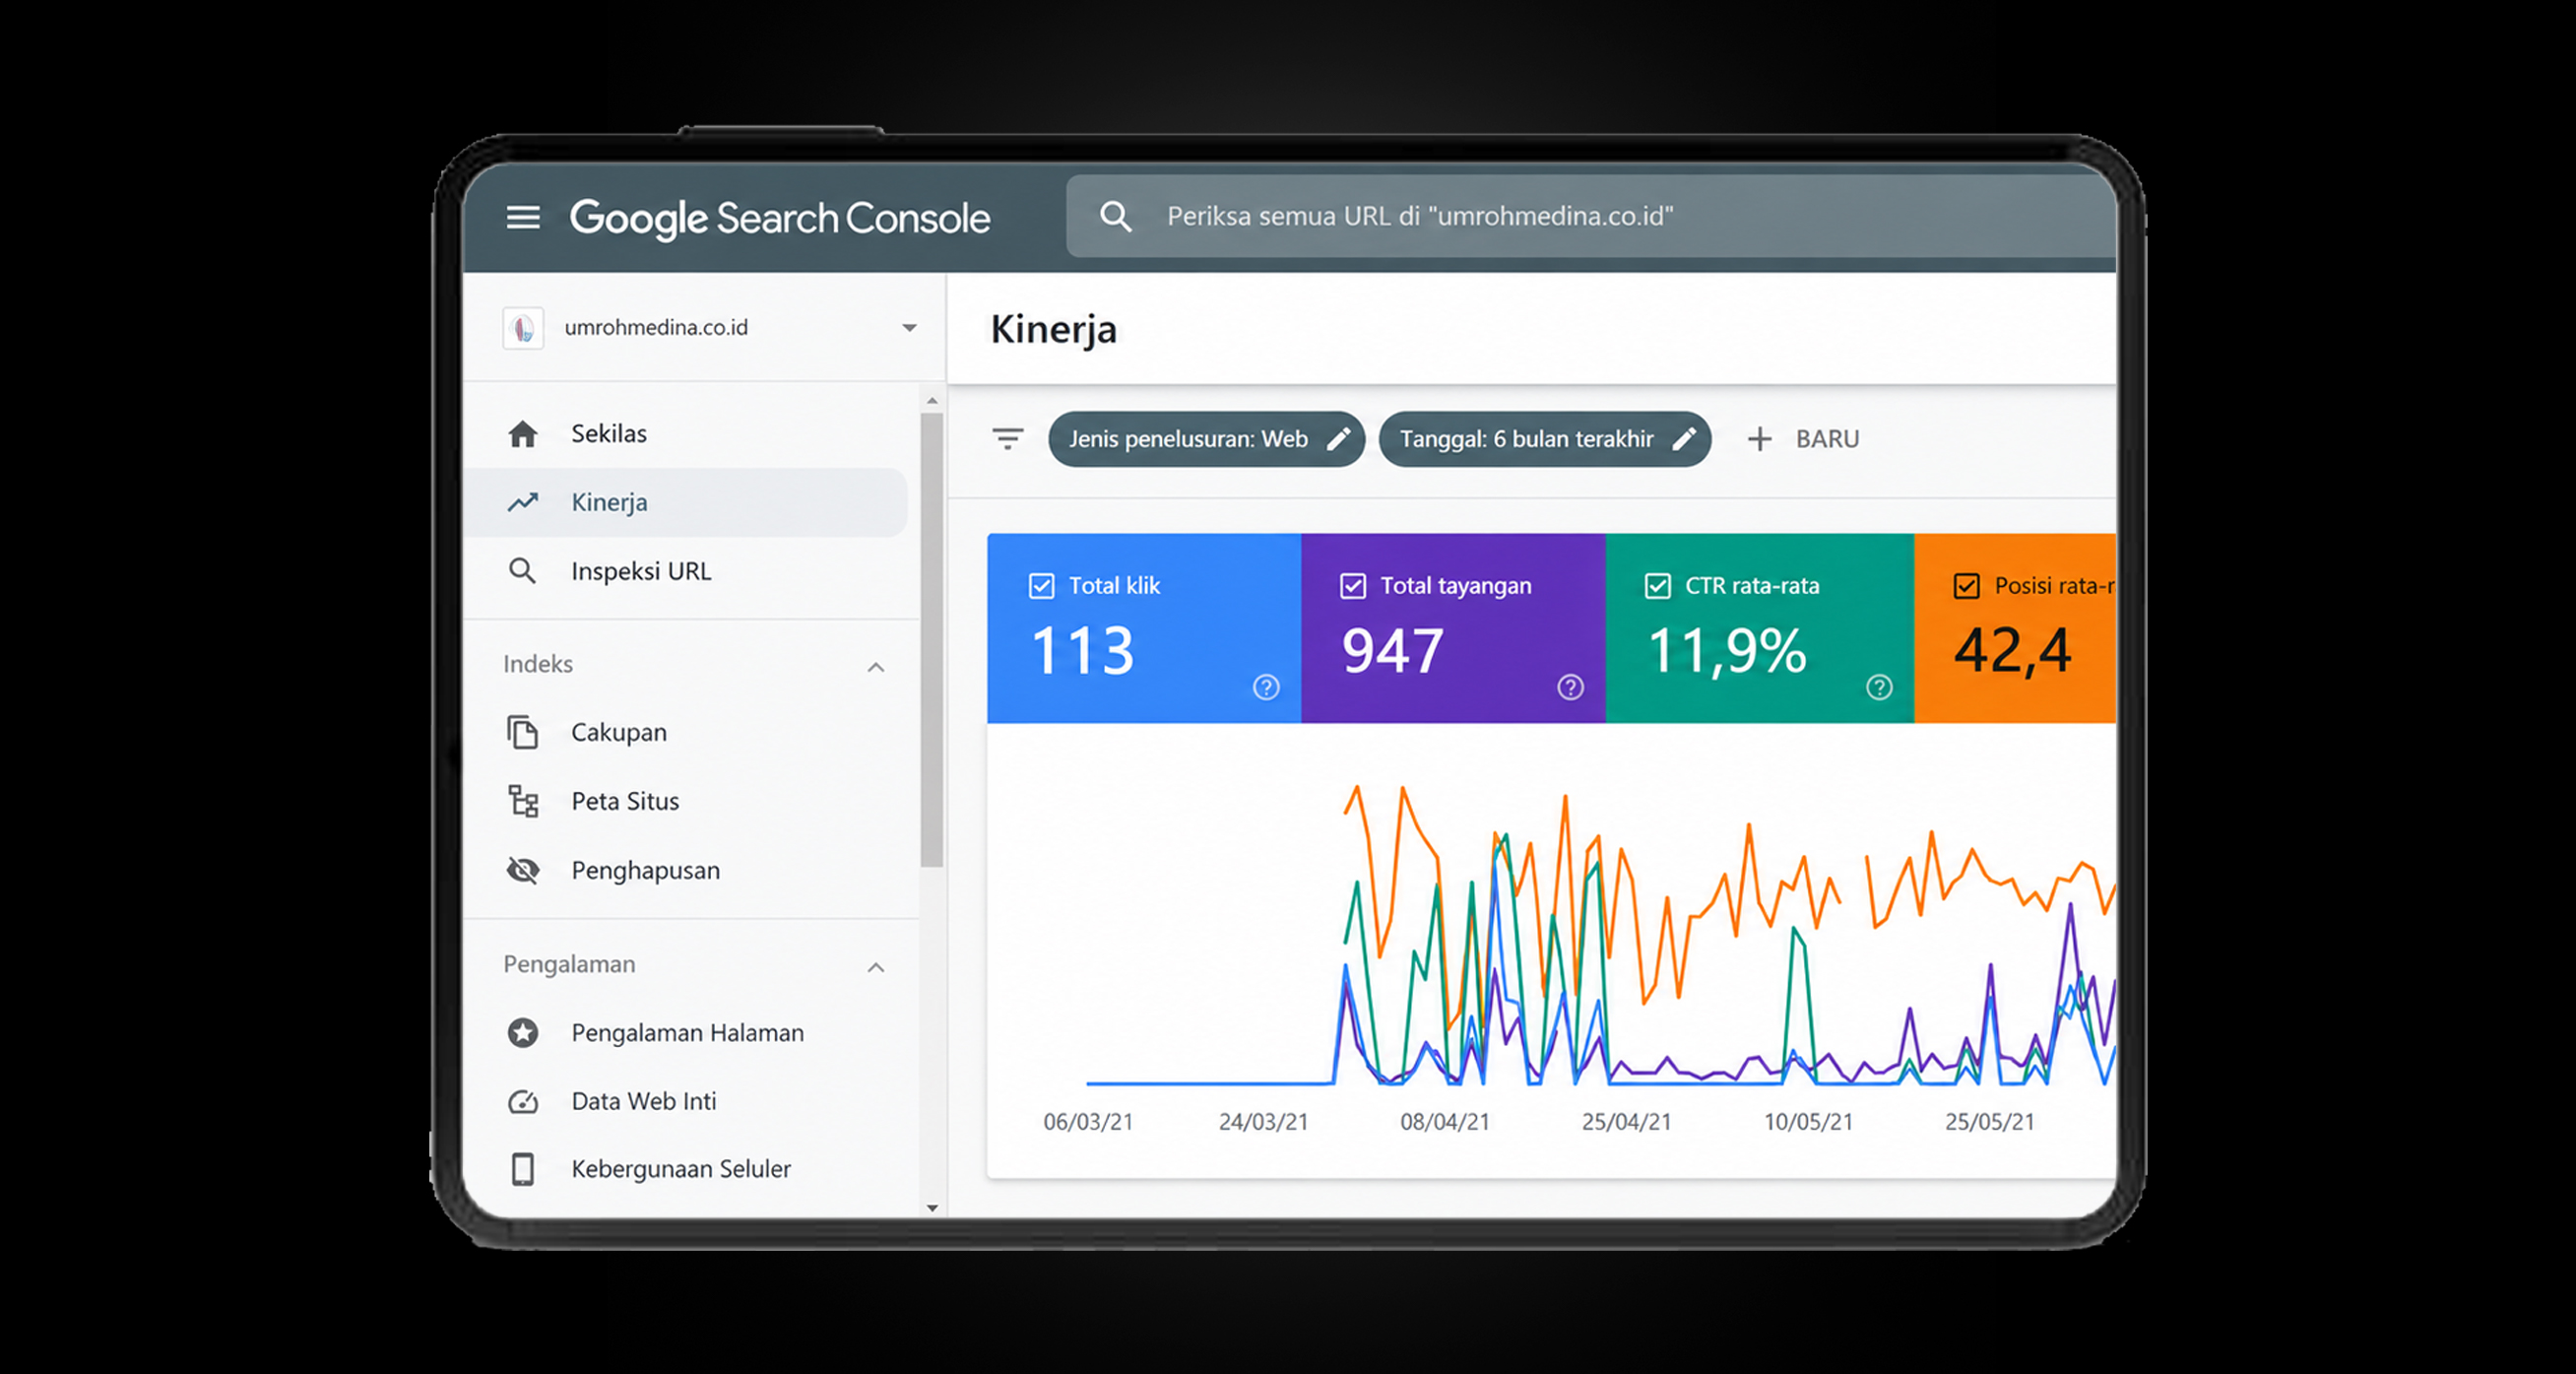 Google Search Console
Periksa semua URL di "umrohmedina.co.id"
umrohmedina.co.id
Sekilas
Kinerja
Inspeksi URL
Indeks
Cakupan
Peta Situs
Penghapusan
Pengalaman
Pengalaman Halaman
Data Web Inti
Kebergunaan Seluler
Kinerja
Jenis penelusuran: Web
Tanggal: 6 bulan terakhir
+ BARU
Total klik
113
Total tayangan
947
CTR rata-rata
11,9%
Posisi rata-r
42,4
06/03/21
24/03/21
08/04/21
25/04/21
10/05/21
25/05/21